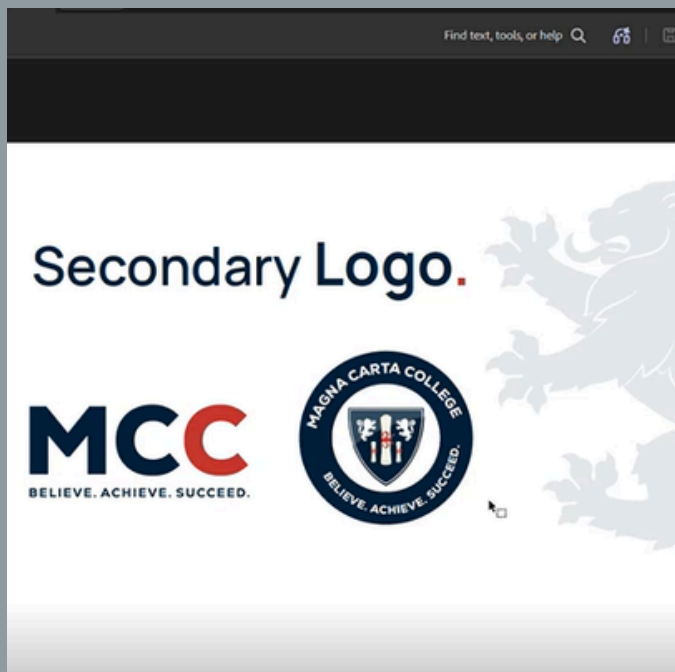 Find text, tools, or help
Secondary Logo.
MCC
BELIEVE. ACHIEVE. SUCCEED.
MAGNA CARTA COLLEGE
BELIEVE. ACHIEVE. SUCCEED.